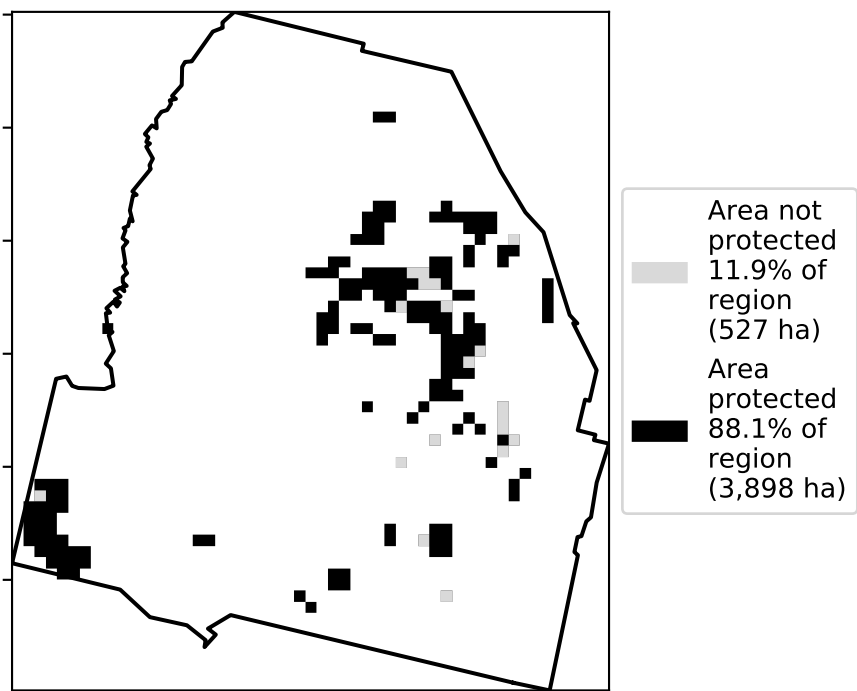 Area not
protected
11.9% of
region
(527 ha)
Area
protected
88.1% of
region
(3,898 ha)